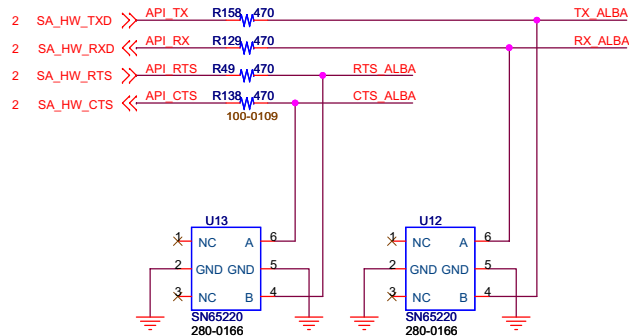 2 SA_HW_TXD API_TX R158 470 TX_ALBA
2 SA_HW_RXD API_RX R129 470 RX_ALBA
2 SA_HW_RTS API_RTS R49 470 RTS_ALBA
2 SA_HW_CTS API_CTS R138 470 CTS_ALBA
100-0109
U13 U12
1 NC A 6 1 NC A 6
2 GND GND 5 2 GND GND 5
3 NC B 4 3 NC B 4
SN65220 SN65220
280-0166 280-0166